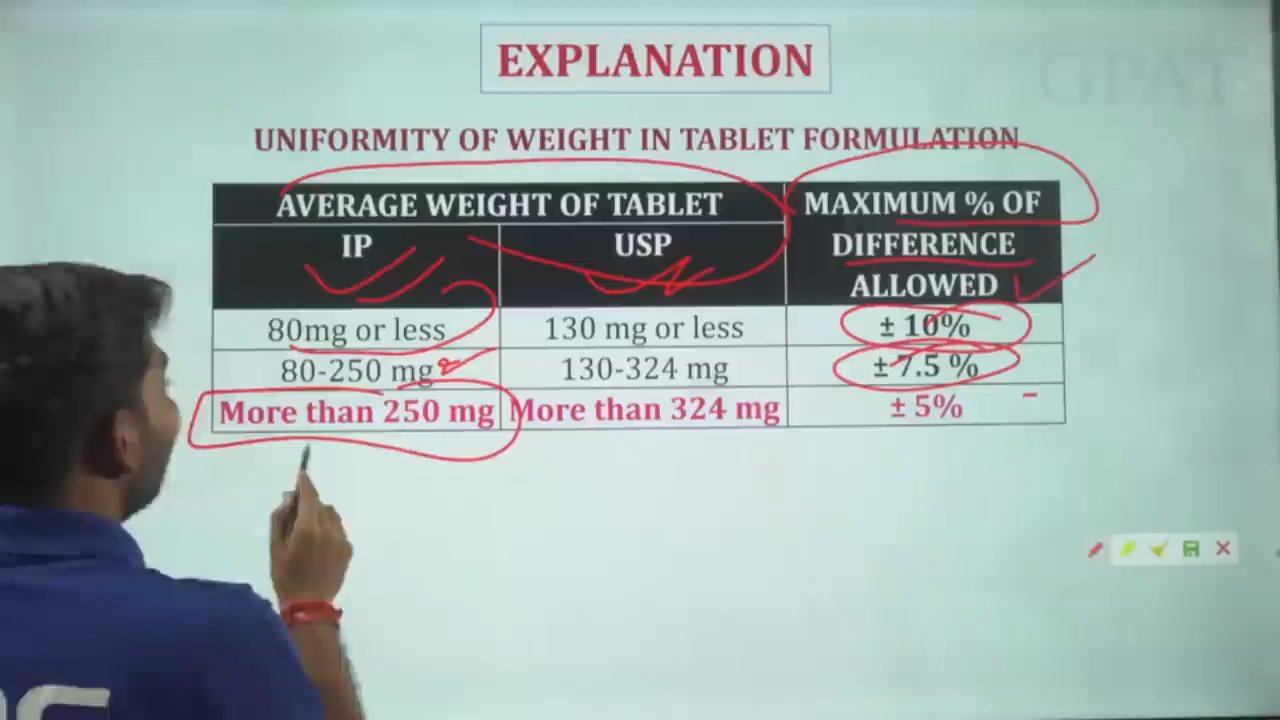 EXPLANATION
GPAT
UNIFORMITY OF WEIGHT IN TABLET FORMULATION
AVERAGE WEIGHT OF TABLET
MAXIMUM % OF DIFFERENCE ALLOWED
IP USP
80mg or less 130 mg or less ± 10%
80-250 mg 130-324 mg ± 7.5 %
More than 250 mg More than 324 mg ± 5%